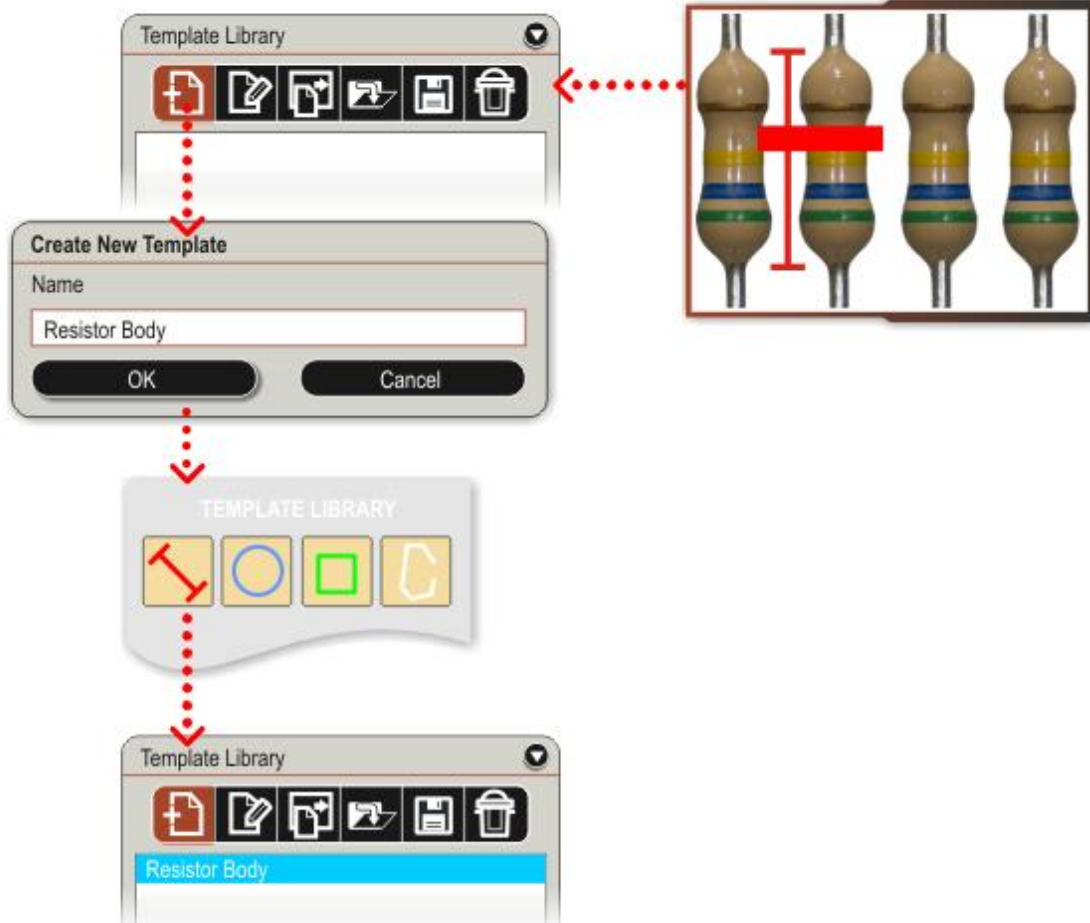 Template Library
Create New Template
Name
Resistor Body
OK Cancel
TEMPLATE LIBRARY
Template Library
Resistor Body